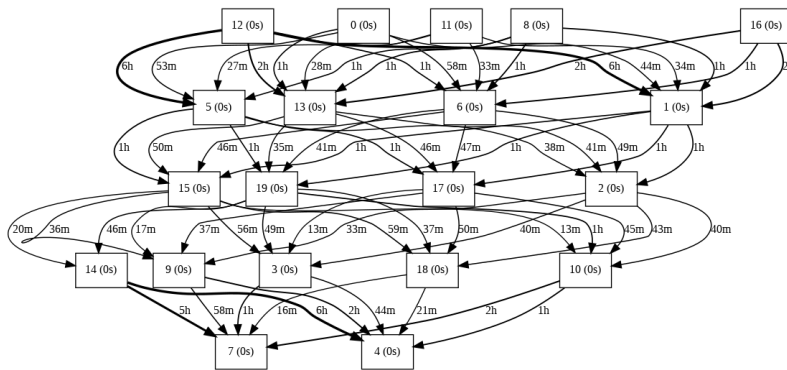 12 (0s) 0 (0s) 11 (0s) 8 (0s) 16 (0s)
6h 53m 27m 2h 1h 28m 1h 1h 58m 33m 1h 2h 6h 44m 34m 1h 1h
5 (0s) 13 (0s) 6 (0s) 1 (0s)
1h 50m 46m 1h 35m 41m 1h 1h 46m 47m 1h 38m 41m 49m 1h 1h
15 (0s) 19 (0s) 17 (0s) 2 (0s)
20m 36m 46m 17m 37m 56m 49m 13m 33m 59m 37m 50m 40m 13m 1h 45m 43m 40m
14 (0s) 9 (0s) 3 (0s) 18 (0s) 10 (0s)
5h 58m 1h 16m 6h 2h 44m 21m 2h 1h
7 (0s) 4 (0s)